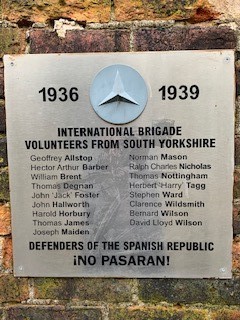 1936 1939
INTERNATIONAL BRIGADE
VOLUNTEERS FROM SOUTH YORKSHIRE
Geoffrey Allstop
Hector Arthur Barber
William Brent
Thomas Degnan
John 'Jack' Foster
John Hallworth
Harold Horbury
Thomas James
Joseph Maiden
Norman Mason
Ralph Charles Nicholas
Thomas Nottingham
Herbert 'Harry' Tagg
Stephen Ward
Clarence Wildsmith
Bernard Wilson
David Lloyd Wilson
DEFENDERS OF THE SPANISH REPUBLIC
¡NO PASARAN!